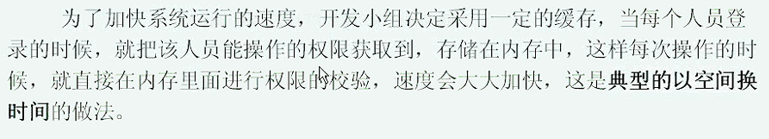 为了加快系统运行的速度，开发小组决定采用一定的缓存，当每个人员登
录的时候，就把该人员能操作的权限获取到，存储在内存中，这样每次操作的时
候，就直接在内存里面进行权限的校验，速度会大大加快，这是典型的以空间换
时间的做法。